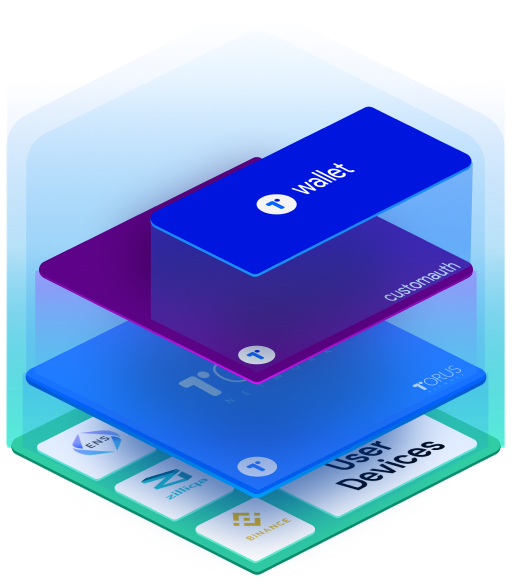 wallet
customauth
TORUS
ENS
zilliqa
BINANCE
User
Devices